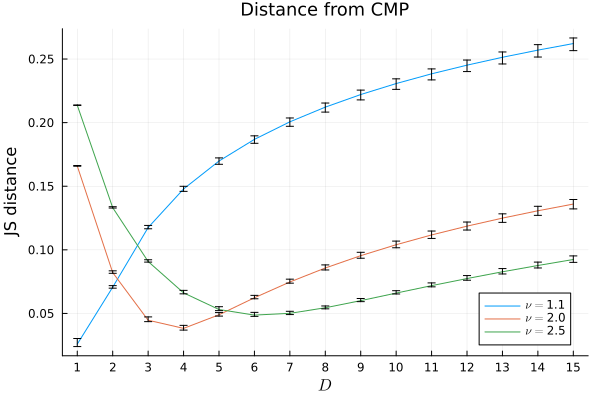 Distance from CMP
JS distance
0.25
0.20
0.15
0.10
0.05
1 2 3 4 5 6 7 8 9 10 11 12 13 14 15
D
ν = 1.1
ν = 2.0
ν = 2.5